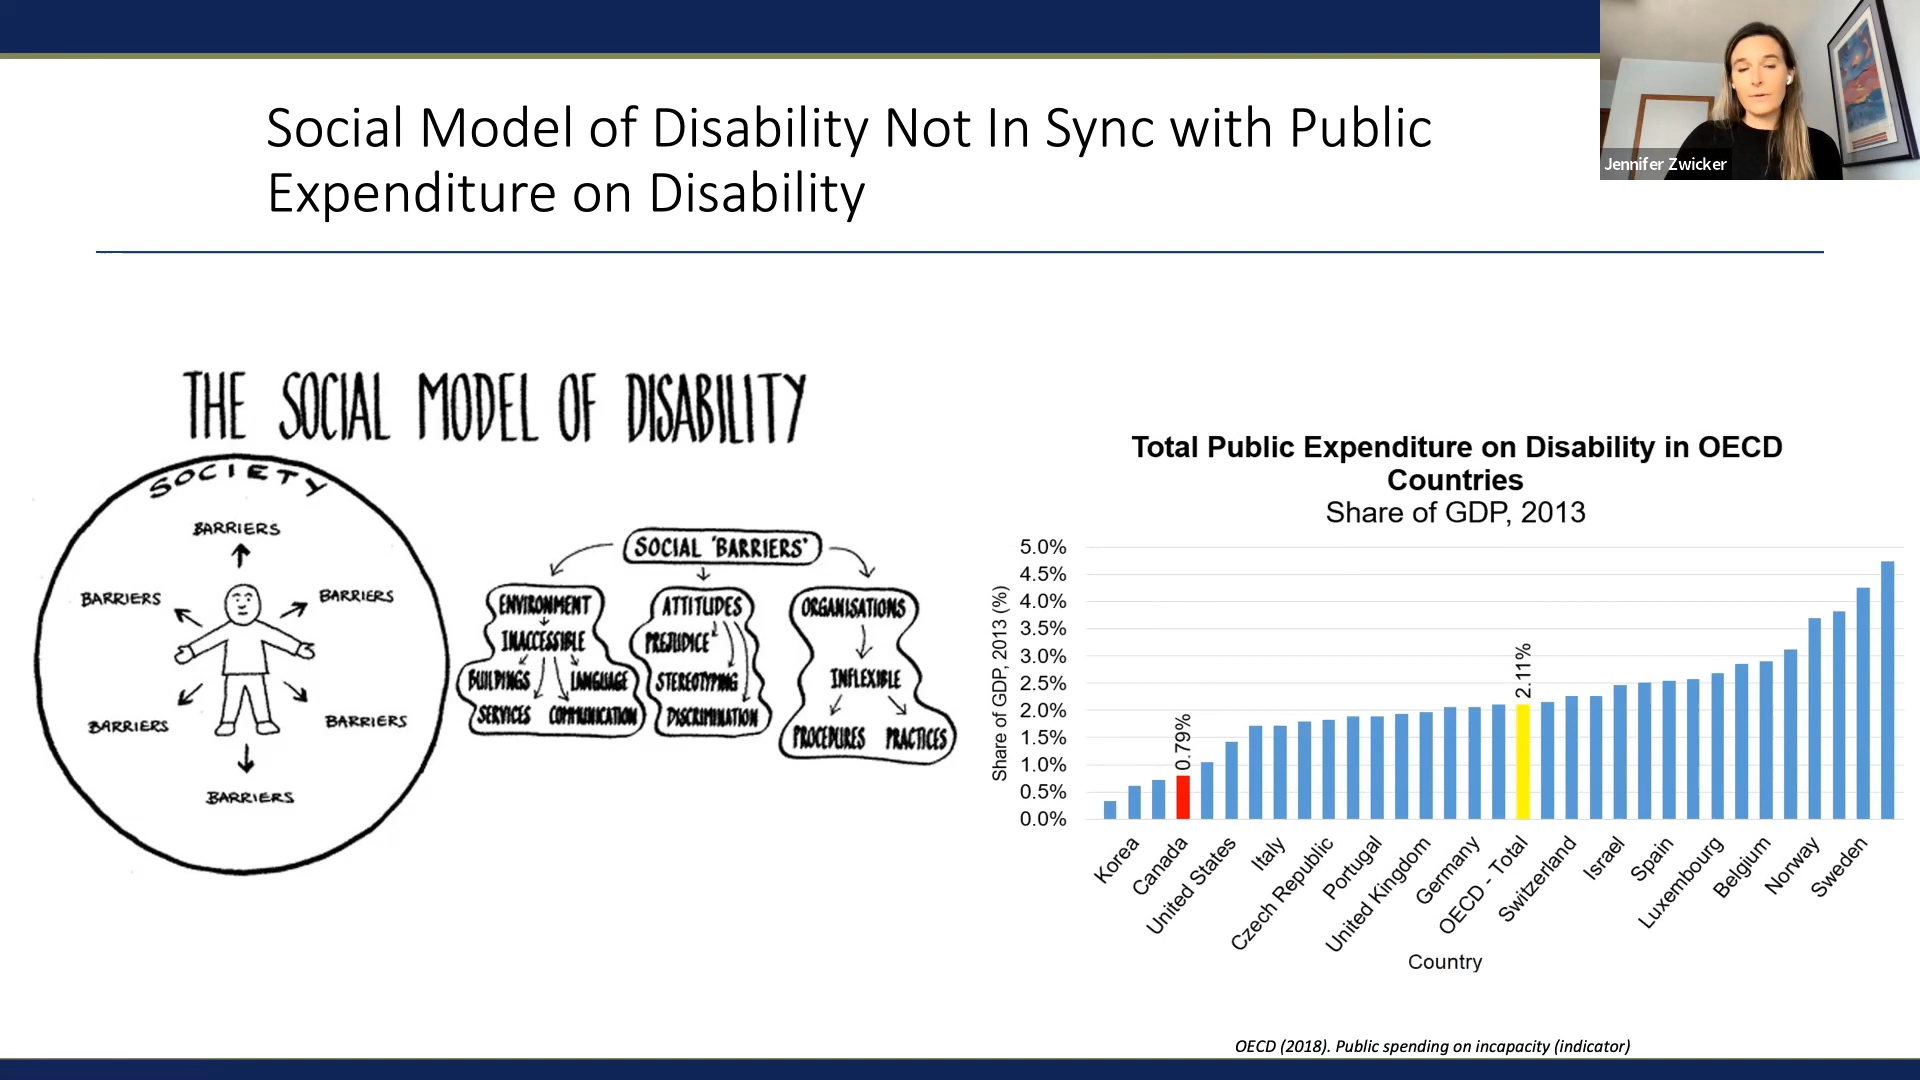 Social Model of Disability Not In Sync with Public
Expenditure on Disability
Jennifer Zwicker
THE SOCIAL MODEL OF DISABILITY
SOCIETY
BARRIERS
BARRIERS
BARRIERS
BARRIERS
BARRIERS
BARRIERS
SOCIAL 'BARRIERS'
ENVIRONMENT
INACCESSIBLE
BUILDINGS LANGUAGE
SERVICES COMMUNICATION
ATTITUDES
PREJUDICE
STEREOTYPING
DISCRIMINATION
ORGANISATIONS
INFLEXIBLE
PROCEDURES PRACTICES
Total Public Expenditure on Disability in OECD
Countries
Share of GDP, 2013
Share of GDP, 2013 (%)
5.0%
4.5%
4.0%
3.5%
3.0%
2.5%
2.0%
1.5%
1.0%
0.5%
0.0%
0.79%
2.11%
Korea
Canada
United States
Italy
Czech Republic
Portugal
United Kingdom
Germany
OECD - Total
Switzerland
Israel
Spain
Luxembourg
Belgium
Norway
Sweden
Country
OECD (2018). Public spending on incapacity (indicator)